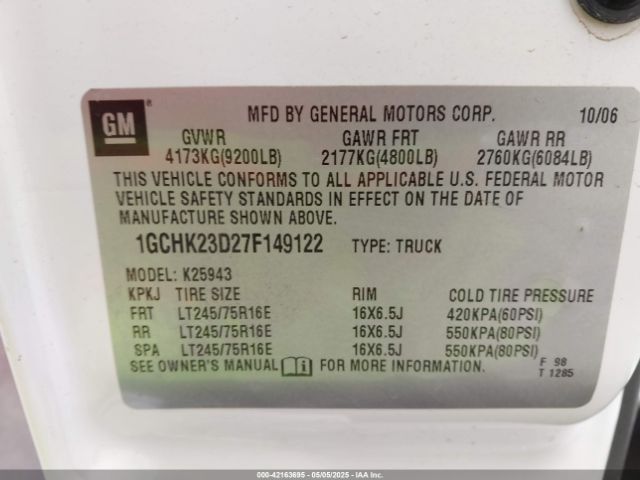 GM ®
MFD BY GENERAL MOTORS CORP. 10/06
GVWR GAWR FRT GAWR RR
4173KG(9200LB) 2177KG(4800LB) 2760KG(6084LB)
THIS VEHICLE CONFORMS TO ALL APPLICABLE U.S. FEDERAL MOTOR
VEHICLE SAFETY STANDARDS IN EFFECT ON THE DATE OF
MANUFACTURE SHOWN ABOVE.
1GCHK23D27F149122 TYPE: TRUCK
MODEL: K25943
KPKJ TIRE SIZE RIM COLD TIRE PRESSURE
FRT LT245/75R16E 16X6.5J 420KPA(60PSI)
RR LT245/75R16E 16X6.5J 550KPA(80PSI)
SPA LT245/75R16E 16X6.5J 550KPA(80PSI)
SEE OWNER'S MANUAL i FOR MORE INFORMATION.
F 98
T 1285
000-42163695 - 05/05/2025 - IAA Inc.